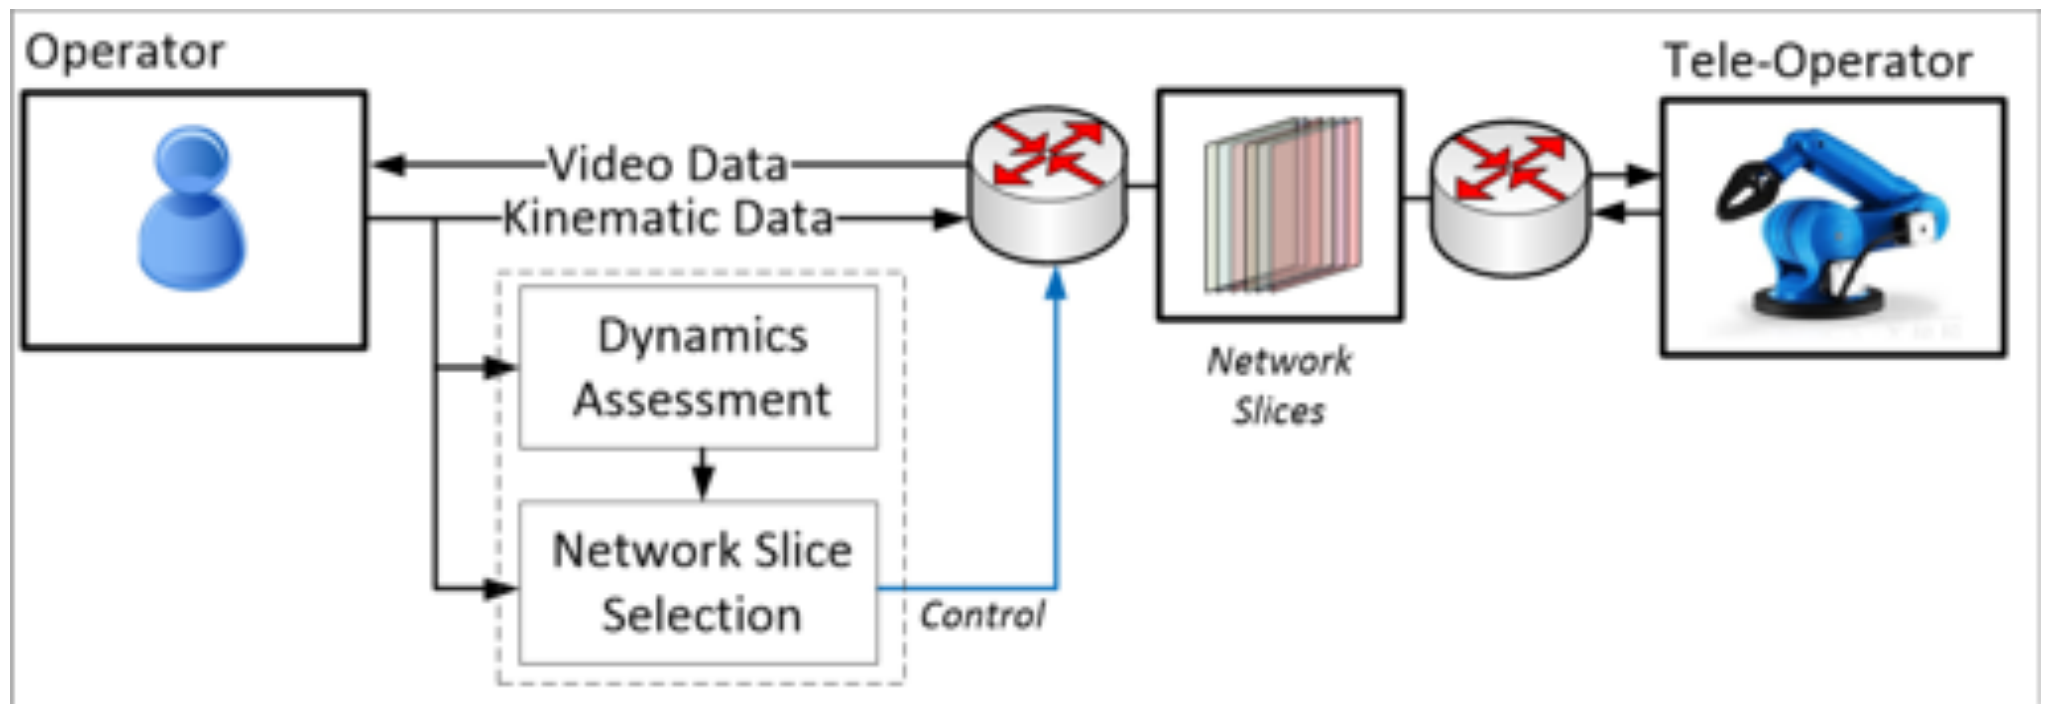 Operator
Tele-Operator
Video Data
Kinematic Data
Dynamics
Assessment
Network Slice
Selection
Control
Network
Slices